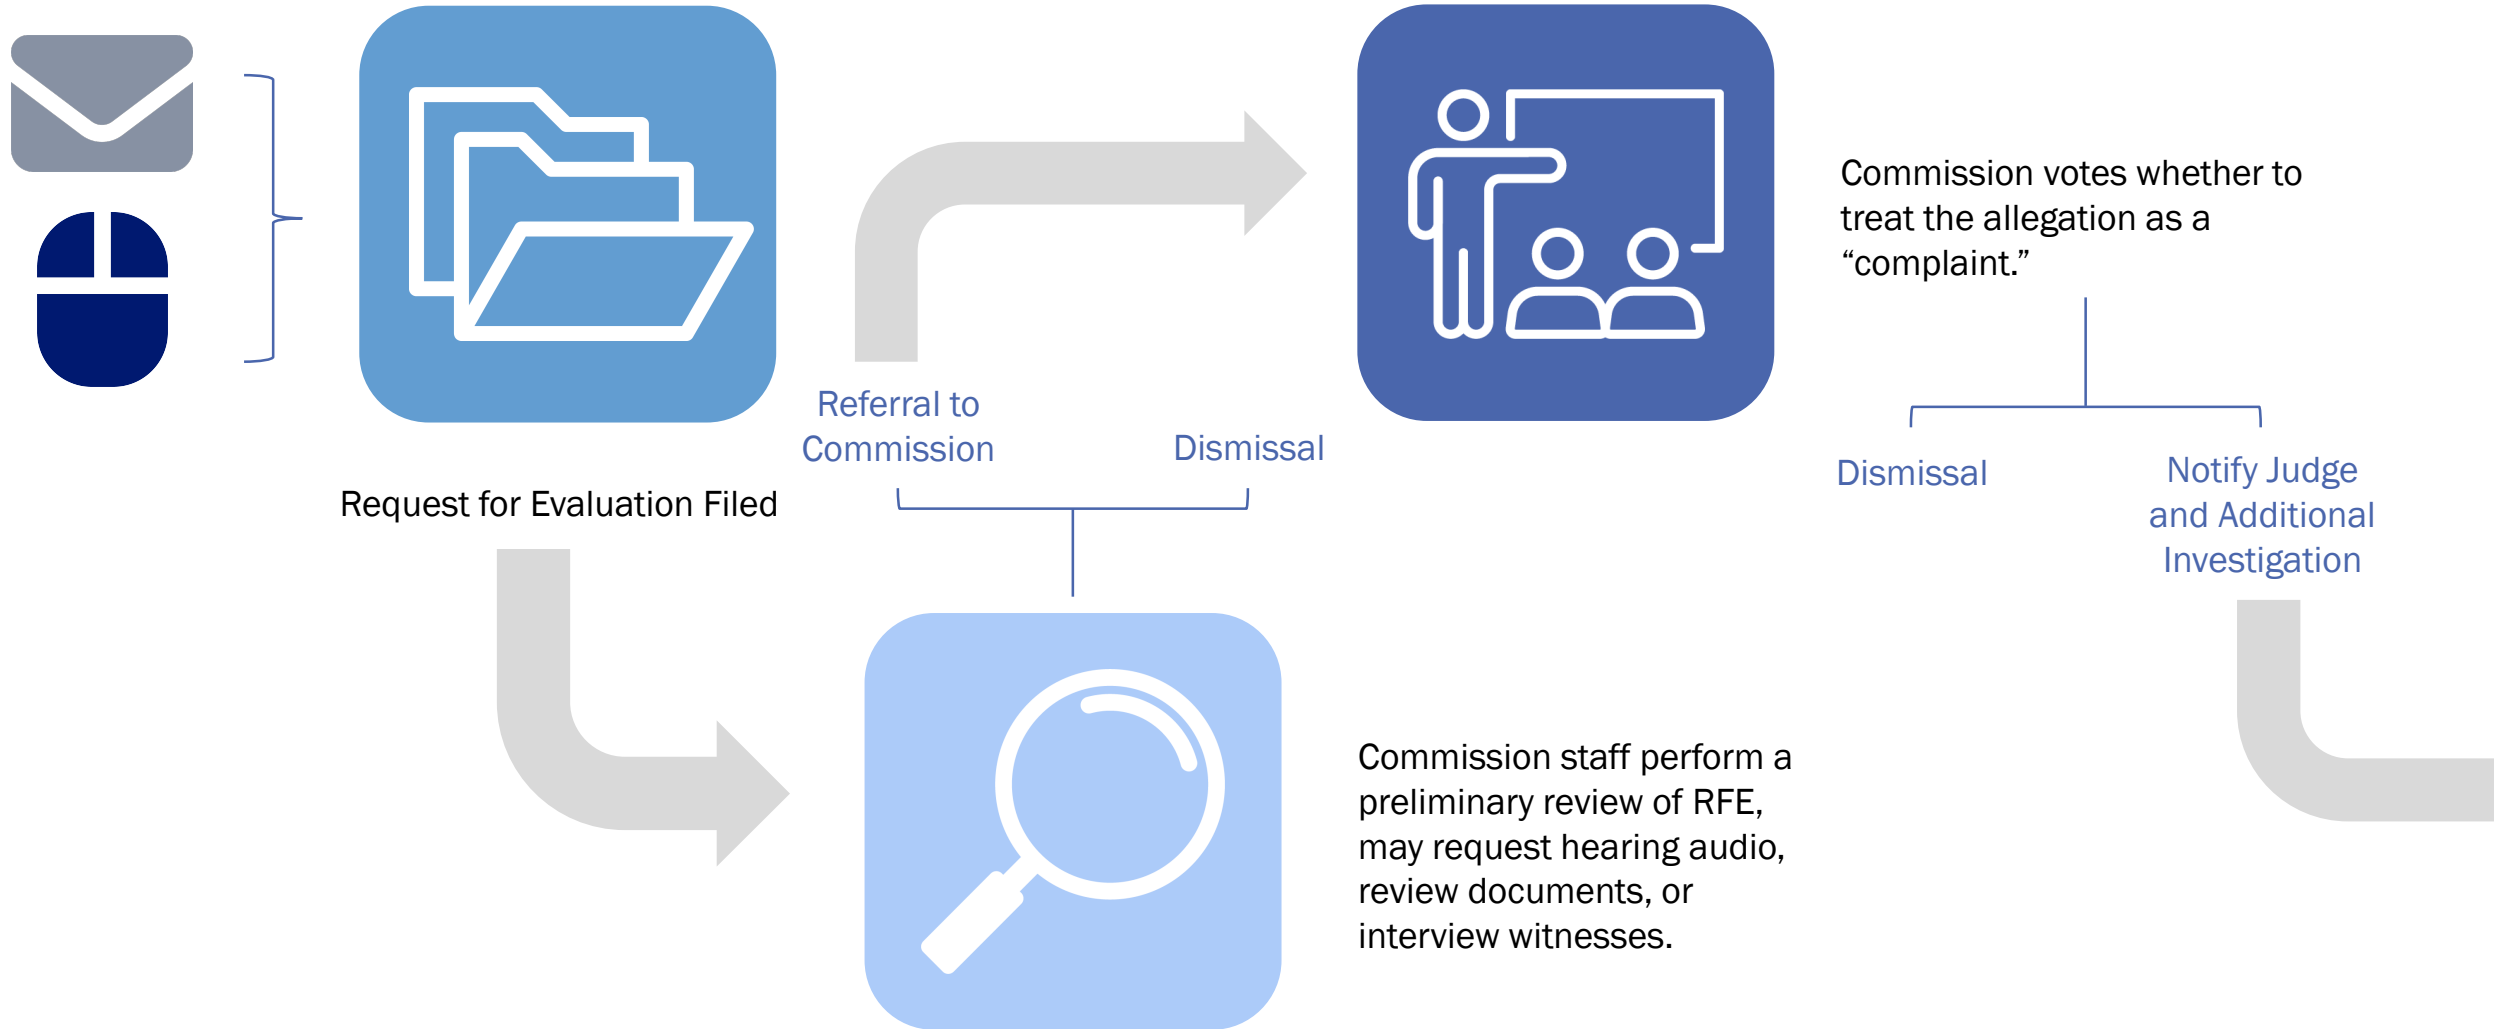 Request for Evaluation Filed
Referral to
Commission
Dismissal
Commission staff perform a
preliminary review of RFE,
may request hearing audio,
review documents, or
interview witnesses.
Commission votes whether to
treat the allegation as a
“complaint.”
Dismissal
Notify Judge
and Additional
Investigation